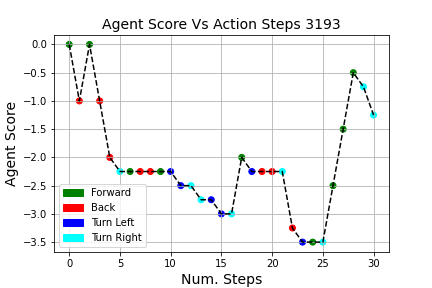 Agent Score Vs Action Steps 3193
Agent Score
0.0
−0.5
−1.0
−1.5
−2.0
−2.5
−3.0
−3.5
Forward
Back
Turn Left
Turn Right
0 5 10 15 20 25 30
Num. Steps